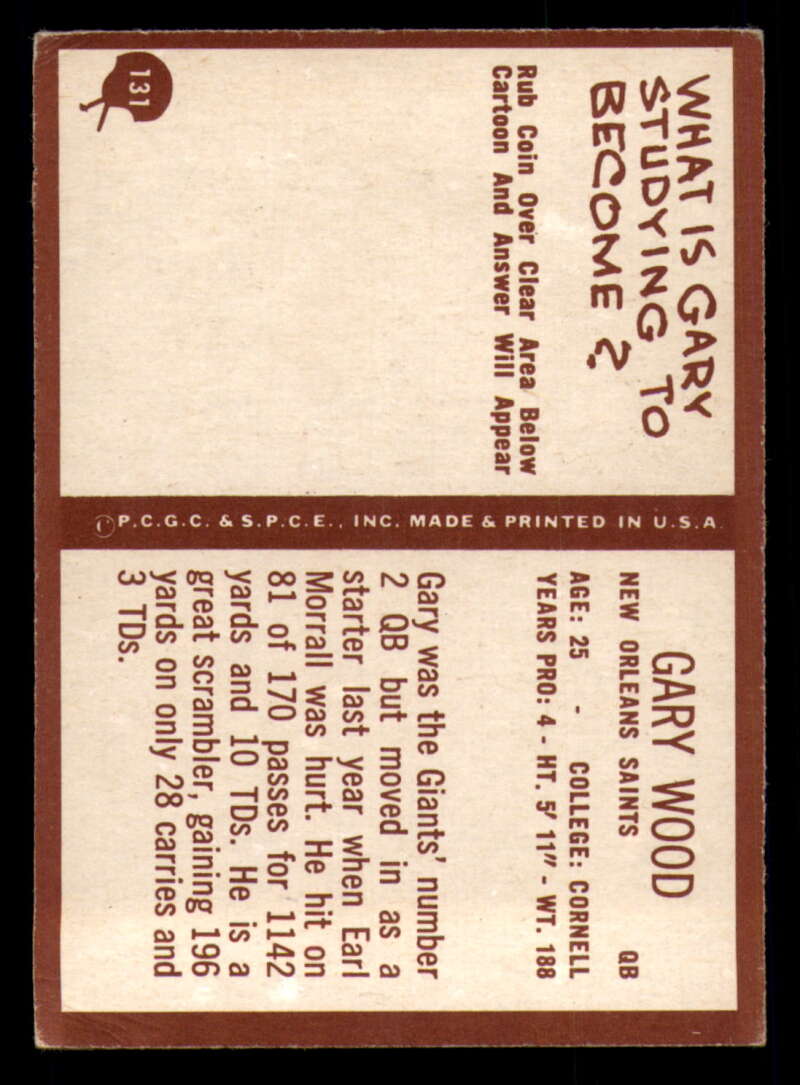 131
WHAT IS GARY
STUDYING TO
BECOME?
Rub Coin Over Clear Area Below
Cartoon And Answer Will Appear
©P.C.G.C. & S.P.C.E., INC. MADE & PRINTED IN U.S.A.
GARY WOOD
NEW ORLEANS SAINTS QB
AGE: 25 - COLLEGE: CORNELL
YEARS PRO: 4 - HT. 5' 11" - WT. 188
Gary was the Giants' number
2 QB but moved in as a
starter last year when Earl
Morrall was hurt. He hit on
81 of 170 passes for 1142
yards and 10 TDs. He is a
great scrambler, gaining 196
yards on only 28 carries and
3 TDs.